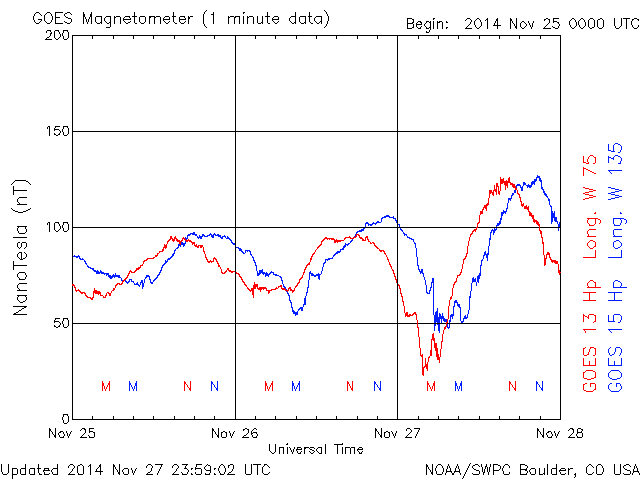 GOES Magnetometer (1 minute data)
Begin: 2014 Nov 25 0000 UTC
200
150
100
50
0
NanoTesla (nT)
M M N N M M N N M M N N
Nov 25 Nov 26 Nov 27 Nov 28
Universal Time
GOES 13 Hp Long. W 75
GOES 15 Hp Long. W 135
Updated 2014 Nov 27 23:59:02 UTC
NOAA/SWPC Boulder, CO USA